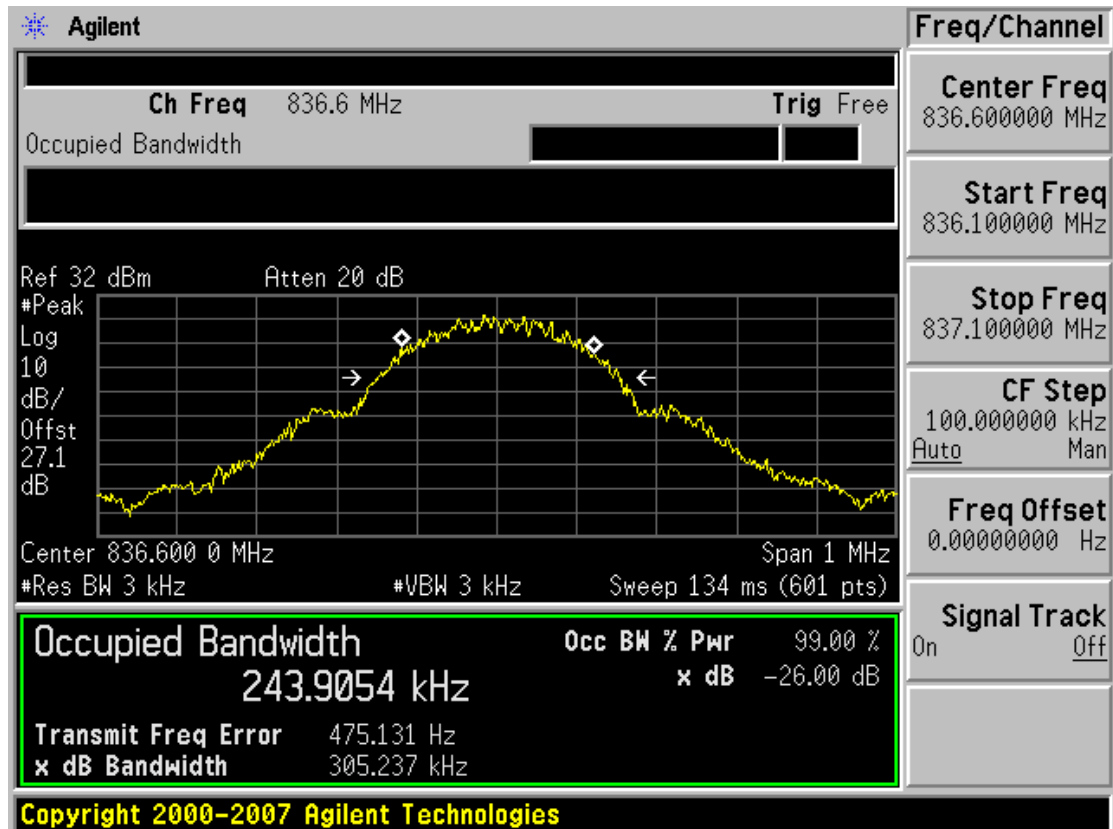 Agilent
Freq/Channel
Ch Freq 836.6 MHz Trig Free
Occupied Bandwidth
Center Freq
836.600000 MHz
Start Freq
836.100000 MHz
Stop Freq
837.100000 MHz
CF Step
100.000000 kHz
Auto Man
Freq Offset
0.00000000 Hz
Signal Track
On Off
Ref 32 dBm Atten 20 dB
#Peak
Log
10
dB/
Offst
27.1
dB
Center 836.600 0 MHz Span 1 MHz
#Res BW 3 kHz #VBW 3 kHz Sweep 134 ms (601 pts)
Occupied Bandwidth
243.9054 kHz
Occ BW % Pwr 99.00 %
x dB -26.00 dB
Transmit Freq Error 475.131 Hz
x dB Bandwidth 305.237 kHz
Copyright 2000-2007 Agilent Technologies